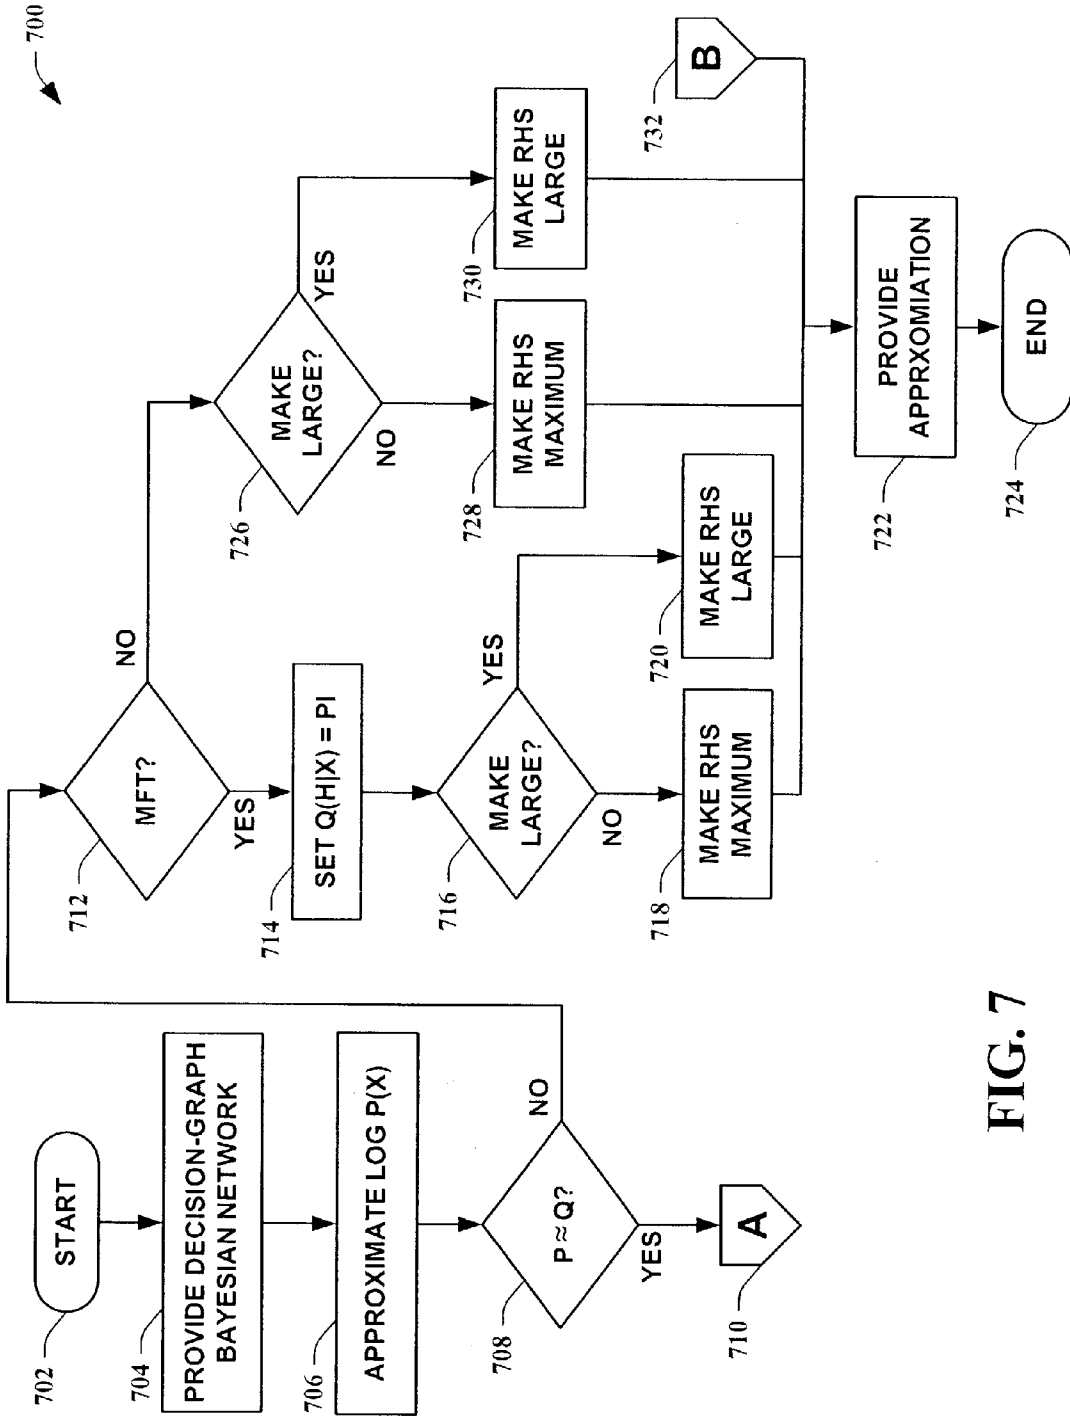 700
702
START
704
PROVIDE DECISION-GRAPH
BAYESIAN NETWORK
706
APPROXIMATE LOG P(X)
708
P≈Q?
NO
YES
710
A
712
MFT?
NO
YES
714
SET Q(H|X) = PI
716
MAKE
LARGE?
YES
NO
718
MAKE RHS
MAXIMUM
720
MAKE RHS
LARGE
726
MAKE
LARGE?
YES
NO
728
MAKE RHS
MAXIMUM
730
MAKE RHS
LARGE
732
B
722
PROVIDE
APPRXOMIATION
724
END
FIG. 7